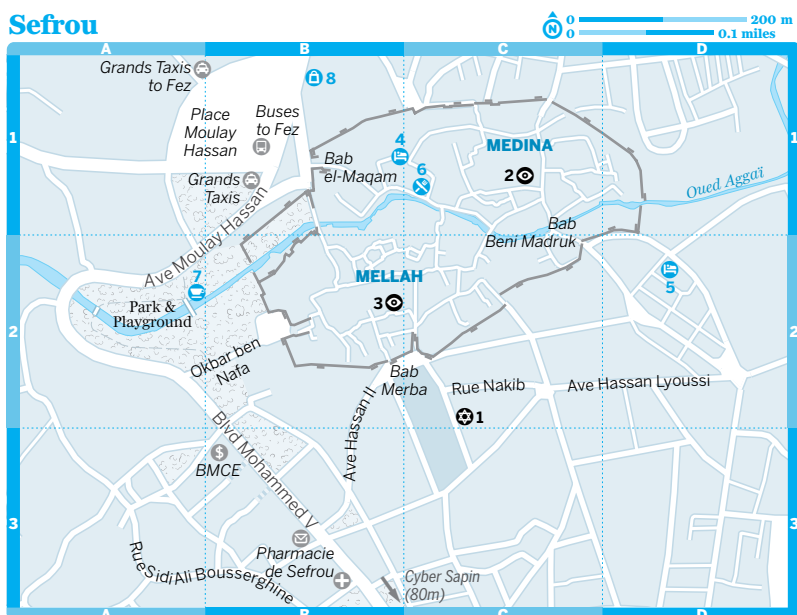 Sefrou
N
0 200 m
0 0.1 miles
A B C D
Grands Taxis
to Fez
8
Place
Moulay
Hassan
Buses
to Fez
1 1
4
MEDINA
Bab
el-Maqam
6
2
Grands
Taxis
Oued Aggaï
Ave Moulay Hassan
Bab
Beni Madruk
MELLAH
7
5
3
Park &
Playground
2 2
Okbar ben
Nafa
Bab
Merba
Rue Nakib
Ave Hassan Lyoussi
Ave Hassan II
1
Blvd Mohammed V
$
BMCE
3 3
Rue Sidi Ali Bousserghine
Pharmacie
de Sefrou
Cyber Sapin
(80m)
A B C D